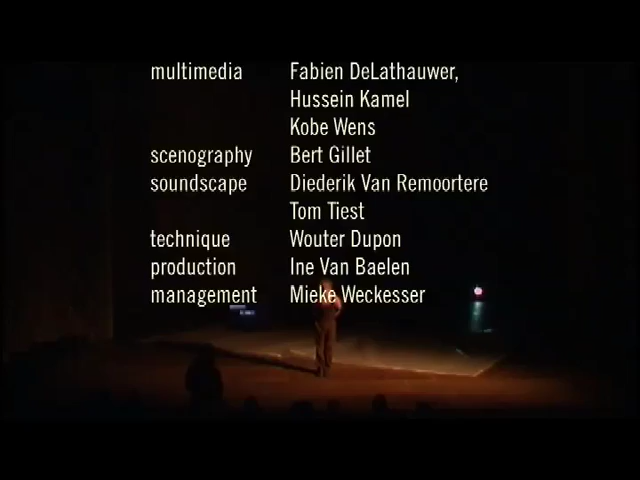 multimedia Fabien DeLathauwer,
Hussein Kamel
Kobe Wens
scenography Bert Gillet
soundscape Diederik Van Remoortere
Tom Tiest
technique Wouter Dupon
production Ine Van Baelen
management Mieke Weckesser